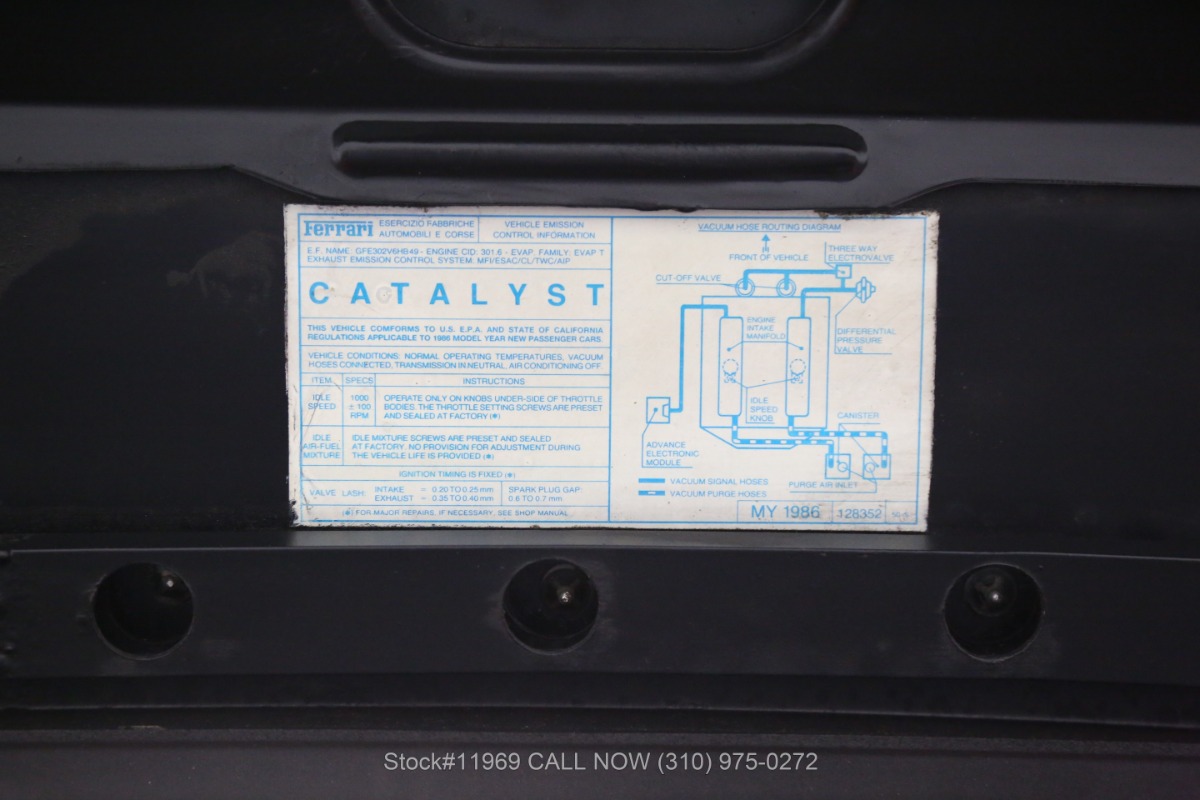 Ferrari
ESERCIZIO FABBRICHE
AUTOMOBILI E CORSE
VEHICLE EMISSION
CONTROL INFORMATION
E.F. NAME: GFE302V6HB49 - ENGINE CID: 301.6 - EVAP. FAMILY: EVAP T
EXHAUST EMISSION CONTROL SYSTEM: MFI/ESAC/CL/TWC/AIP
CATALYST
THIS VEHICLE COMFORMS TO U.S. E.P.A. AND STATE OF CALIFORNIA
REGULATIONS APPLICABLE TO 1986 MODEL YEAR NEW PASSENGER CARS.
VEHICLE CONDITIONS: NORMAL OPERATING TEMPERATURES, VACUUM
HOSES CONNECTED, TRANSMISSION IN NEUTRAL, AIR CONDITIONING OFF.
ITEM SPECS INSTRUCTIONS
IDLE
SPEED
1000
± 100
RPM
OPERATE ONLY ON KNOBS UNDER-SIDE OF THROTTLE
BODIES. THE THROTTLE SETTING SCREWS ARE PRESET
AND SEALED AT FACTORY (*)
IDLE
AIR-FUEL
MIXTURE
IDLE MIXTURE SCREWS ARE PRESET AND SEALED
AT FACTORY. NO PROVISION FOR ADJUSTMENT DURING
THE VEHICLE LIFE IS PROVIDED (*)
IGNITION TIMING IS FIXED (*)
VALVE LASH:
INTAKE = 0.20 TO 0.25 mm
EXHAUST = 0.35 TO 0.40 mm
SPARK PLUG GAP:
0.6 TO 0.7 mm
(*) FOR MAJOR REPAIRS, IF NECESSARY, SEE SHOP MANUAL
VACUUM HOSE ROUTING DIAGRAM
FRONT OF VEHICLE
THREE WAY
ELECTROVALVE
CUT-OFF VALVE
ENGINE
INTAKE
MANIFOLD
DIFFERENTIAL
PRESSURE
VALVE
IDLE
SPEED
KNOB
CANISTER
ADVANCE
ELECTRONIC
MODULE
PURGE AIR INLET
VACUUM SIGNAL HOSES
VACUUM PURGE HOSES
MY 1986
128352
Stock#11969 CALL NOW (310) 975-0272